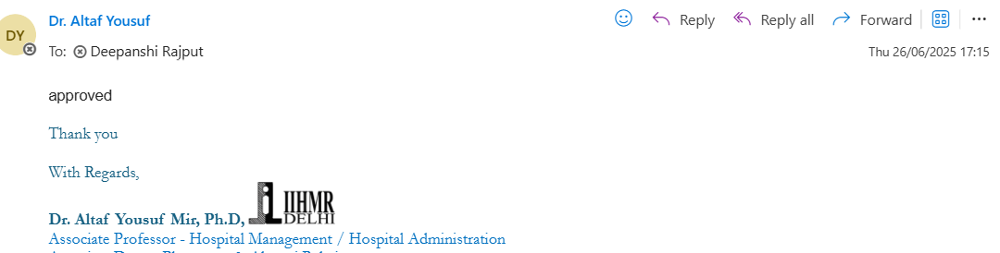 Dr. Altaf Yousuf
Reply Reply all Forward
DY
To: Deepanshi Rajput
Thu 26/06/2025 17:15
approved
Thank you
With Regards,
Dr. Altaf Yousuf Mir, Ph.D, IIHMR DELHI
Associate Professor - Hospital Management / Hospital Administration